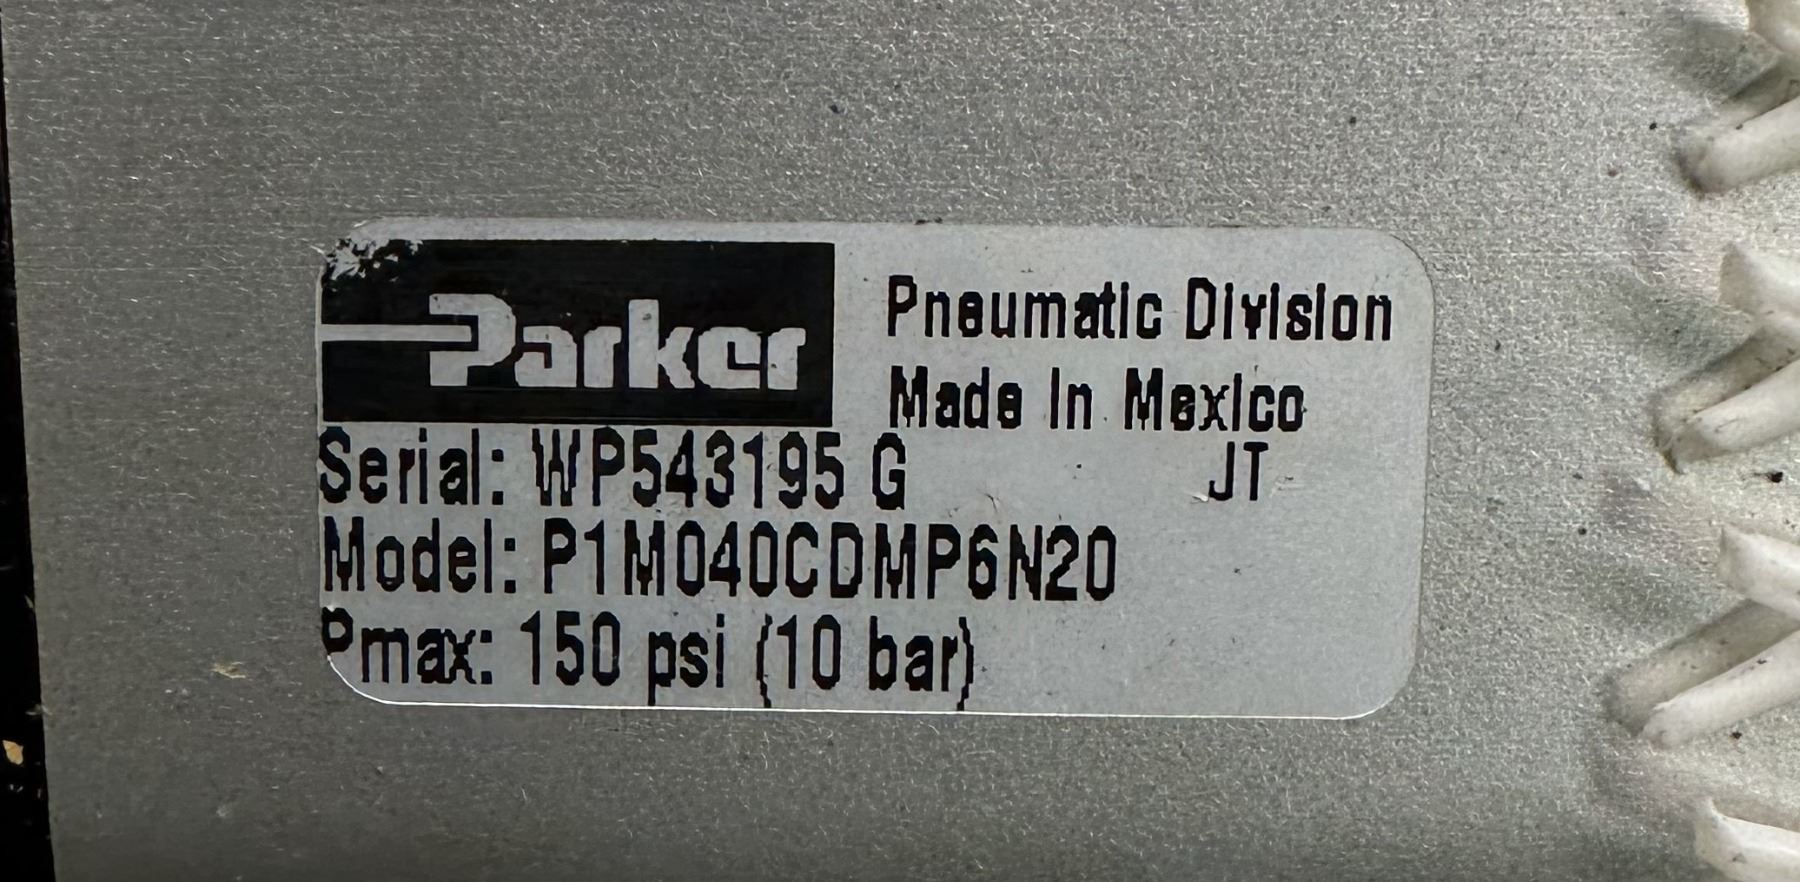 Parker
Pneumatic Division
Made In Mexico
Serial: WP543195 G JT
Model: P1M040CDMP6N20
Pmax: 150 psi (10 bar)